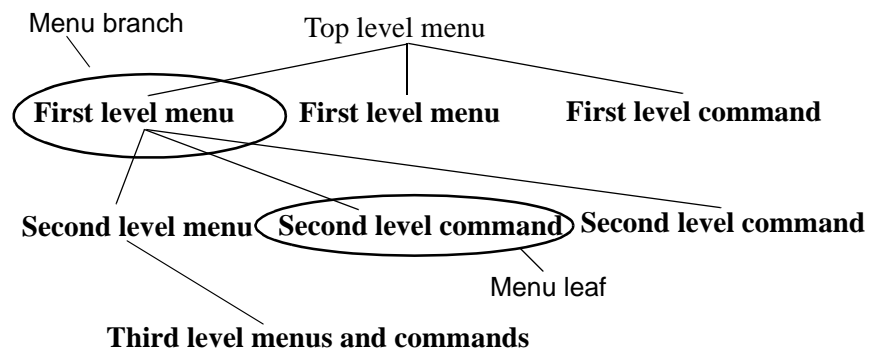 Menu branch
Top level menu
First level menu
First level menu
First level command
Second level menu
Second level command
Second level command
Menu leaf
Third level menus and commands